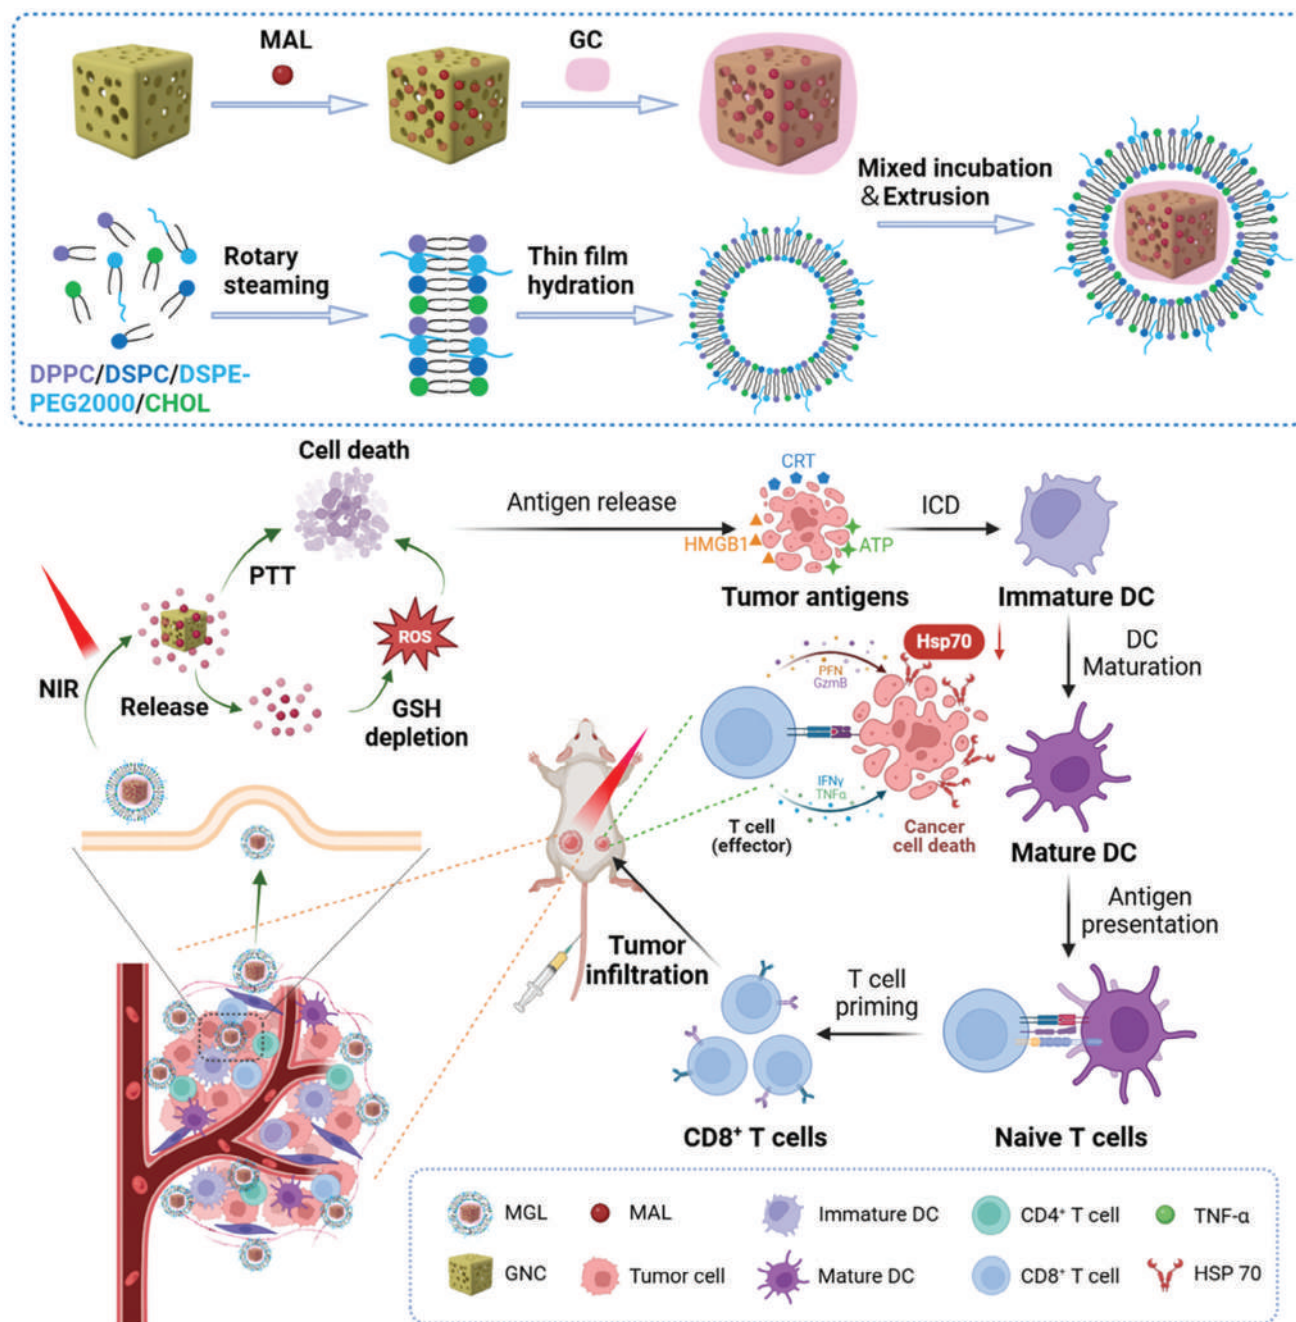 MAL
GC
Mixed incubation
&Extrusion
Rotary
steaming
Thin film
hydration
DPPC/DSPC/DSPE-
PEG2000/CHOL
Cell death
Antigen release
CRT
HMGB1
ATP
Tumor antigens
ICD
Immature DC
NIR
PTT
Release
ROS
GSH
depletion
Hsp70
PFN
GzmB
IFNγ
TNFα
T cell
(effector)
Cancer
cell death
DC
Maturation
Mature DC
Antigen
presentation
Tumor
infiltration
T cell
priming
CD8⁺ T cells
Naive T cells
MGL
MAL
Immature DC
CD4⁺ T cell
TNF-α
GNC
Tumor cell
Mature DC
CD8⁺ T cell
HSP 70